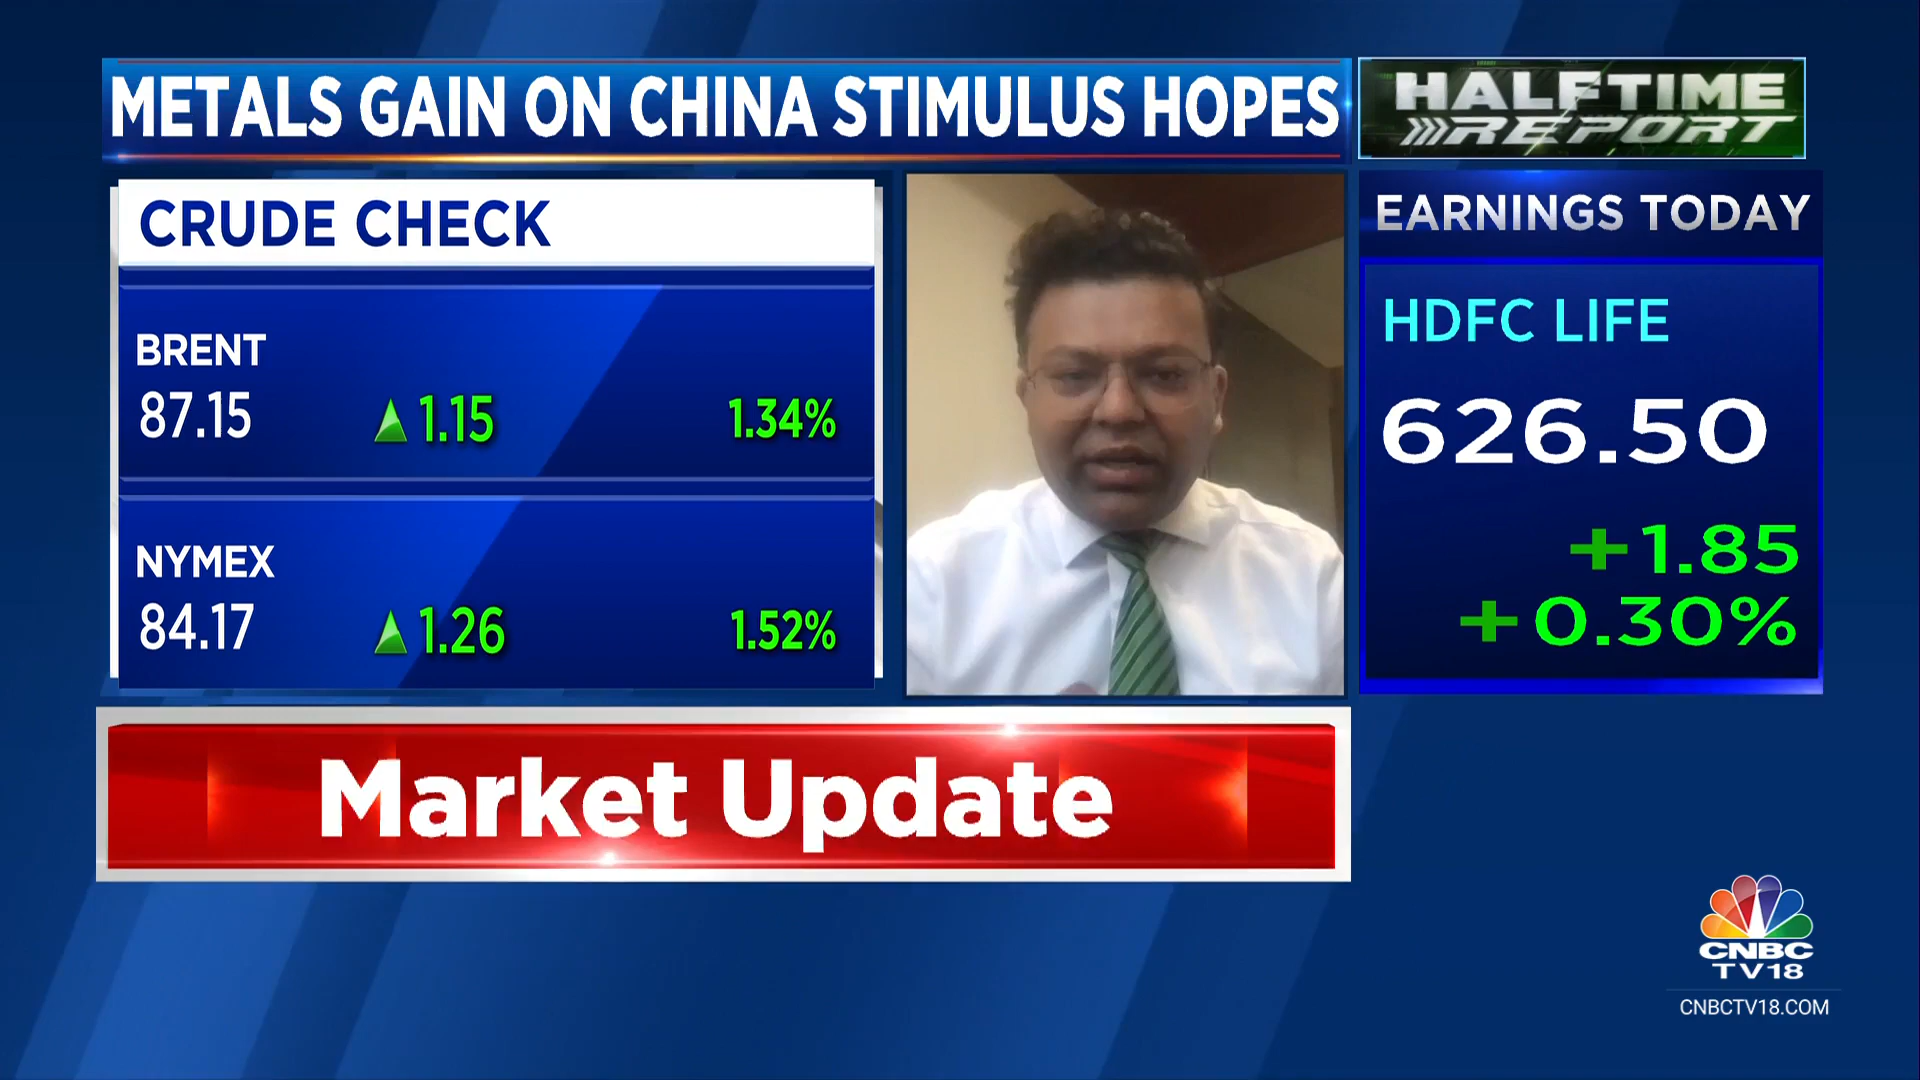 METALS GAIN ON CHINA STIMULUS HOPES
HALFTIME
REPORT
CRUDE CHECK
BRENT
87.15 ▲ 1.15 1.34%
NYMEX
84.17 ▲ 1.26 1.52%
EARNINGS TODAY
HDFC LIFE
626.50
+1.85
+0.30%
Market Update
CNBC
TV18
CNBCTV18.COM